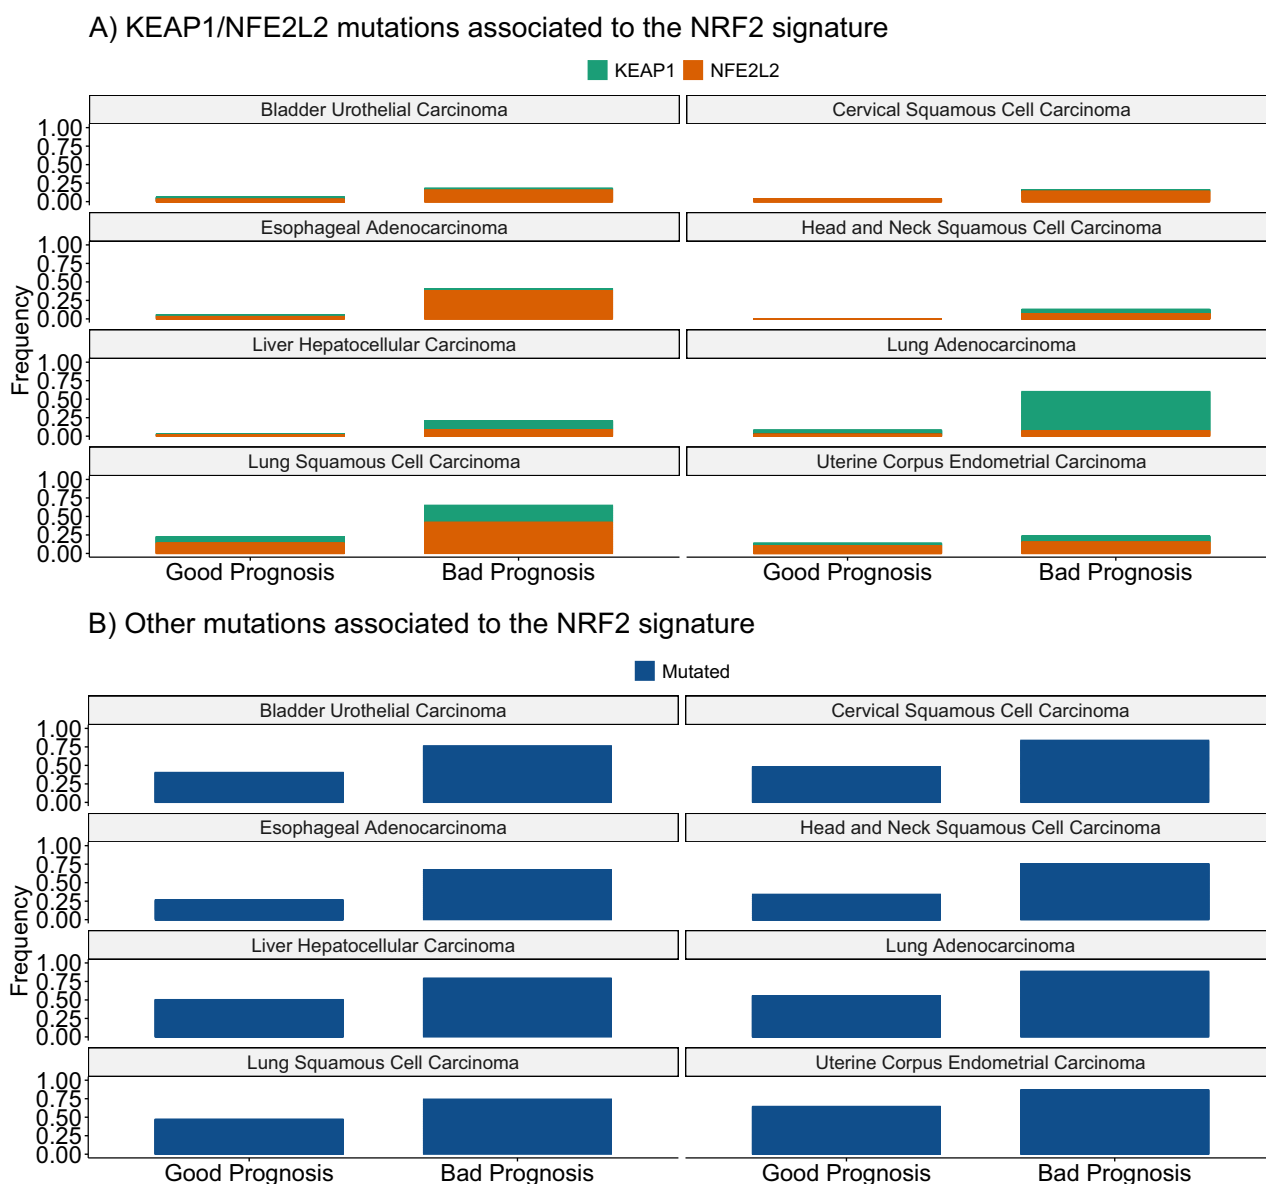 A) KEAP1/NFE2L2 mutations associated to the NRF2 signature
KEAP1 NFE2L2
Bladder Urothelial Carcinoma Cervical Squamous Cell Carcinoma
1.00
0.75
0.50
0.25
0.00
Esophageal Adenocarcinoma Head and Neck Squamous Cell Carcinoma
1.00
0.75
0.50
0.25
0.00
Frequency
Liver Hepatocellular Carcinoma Lung Adenocarcinoma
1.00
0.75
0.50
0.25
0.00
Lung Squamous Cell Carcinoma Uterine Corpus Endometrial Carcinoma
1.00
0.75
0.50
0.25
0.00
Good Prognosis Bad Prognosis Good Prognosis Bad Prognosis
B) Other mutations associated to the NRF2 signature
Mutated
Bladder Urothelial Carcinoma Cervical Squamous Cell Carcinoma
1.00
0.75
0.50
0.25
0.00
Esophageal Adenocarcinoma Head and Neck Squamous Cell Carcinoma
1.00
0.75
0.50
0.25
0.00
Frequency
Liver Hepatocellular Carcinoma Lung Adenocarcinoma
1.00
0.75
0.50
0.25
0.00
Lung Squamous Cell Carcinoma Uterine Corpus Endometrial Carcinoma
1.00
0.75
0.50
0.25
0.00
Good Prognosis Bad Prognosis Good Prognosis Bad Prognosis